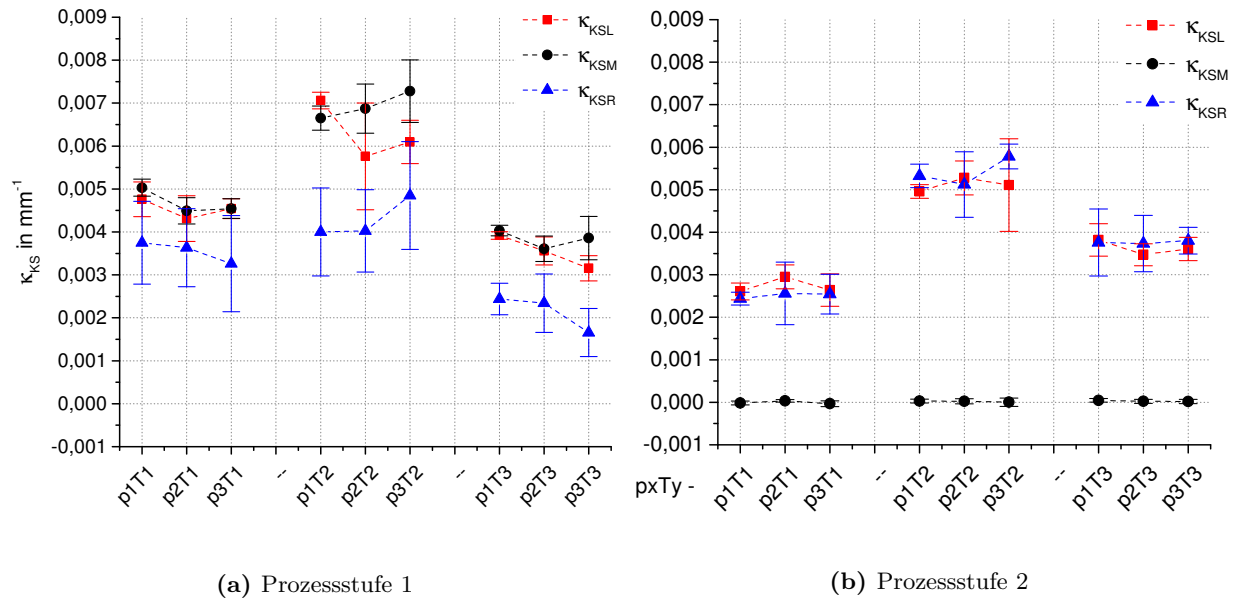 0,009
0,008
0,007
0,006
0,005
0,004
0,003
0,002
0,001
0,000
-0,001
κKS in mm-1
κKSL
κKSM
κKSR
p1T1
p2T1
p3T1
--
p1T2
p2T2
p3T2
--
p1T3
p2T3
p3T3
(a) Prozessstufe 1
0,009
0,008
0,007
0,006
0,005
0,004
0,003
0,002
0,001
0,000
-0,001
κKSL
κKSM
κKSR
pxTy -
p1T1
p2T1
p3T1
--
p1T2
p2T2
p3T2
--
p1T3
p2T3
p3T3
(b) Prozessstufe 2